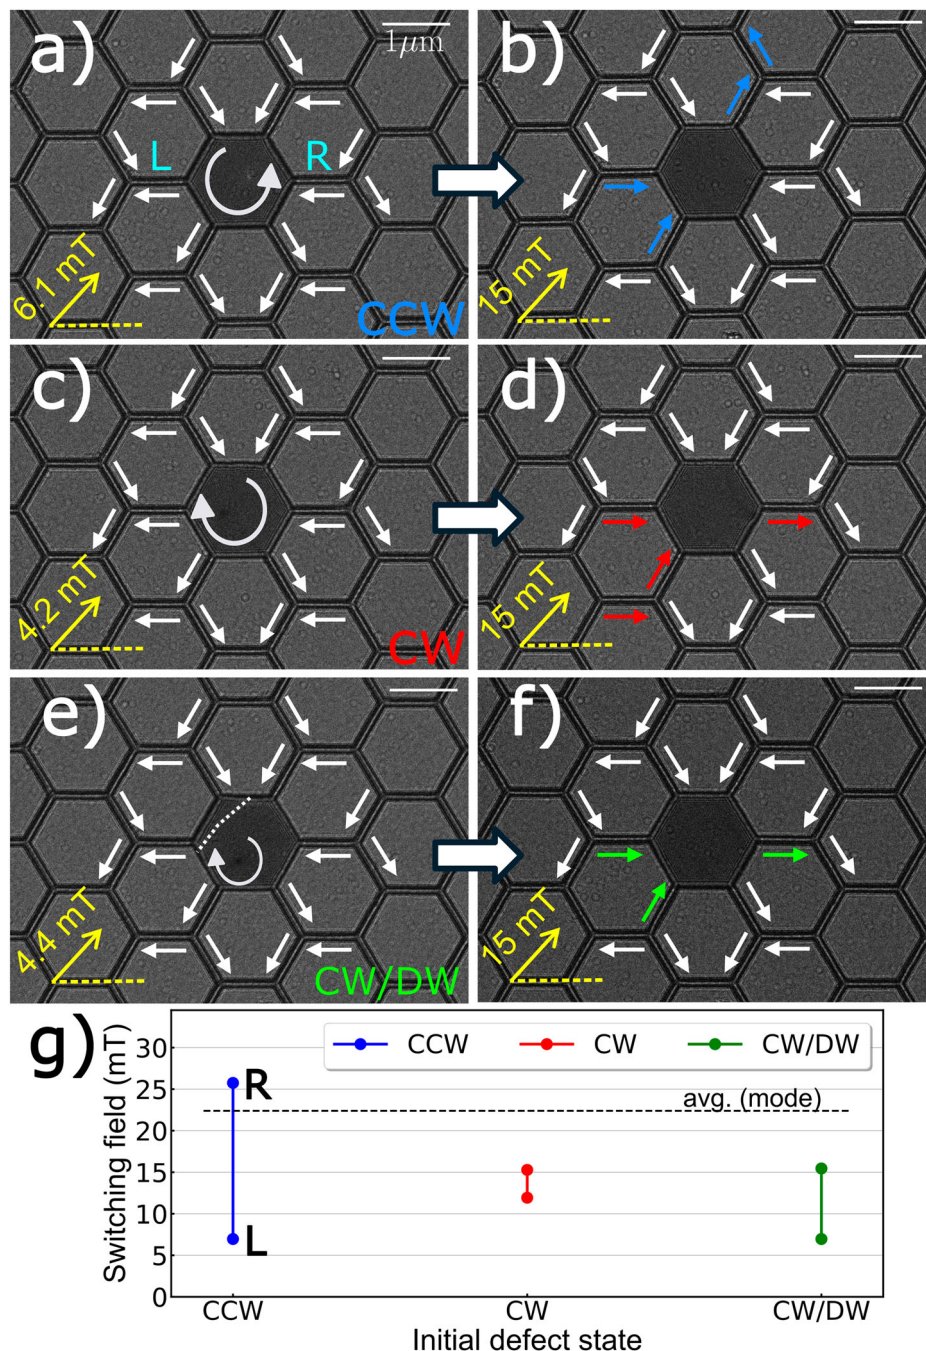 a)
1μm
L
R
6.1 mT
CCW
b)
15 mT
c)
4.2 mT
CW
d)
15 mT
e)
4.4 mT
CW/DW
f)
15 mT
g)
CCW
CW
CW/DW
avg. (mode)
R
L
Switching field (mT)
30
25
20
15
10
5
0
CCW
CW
CW/DW
Initial defect state